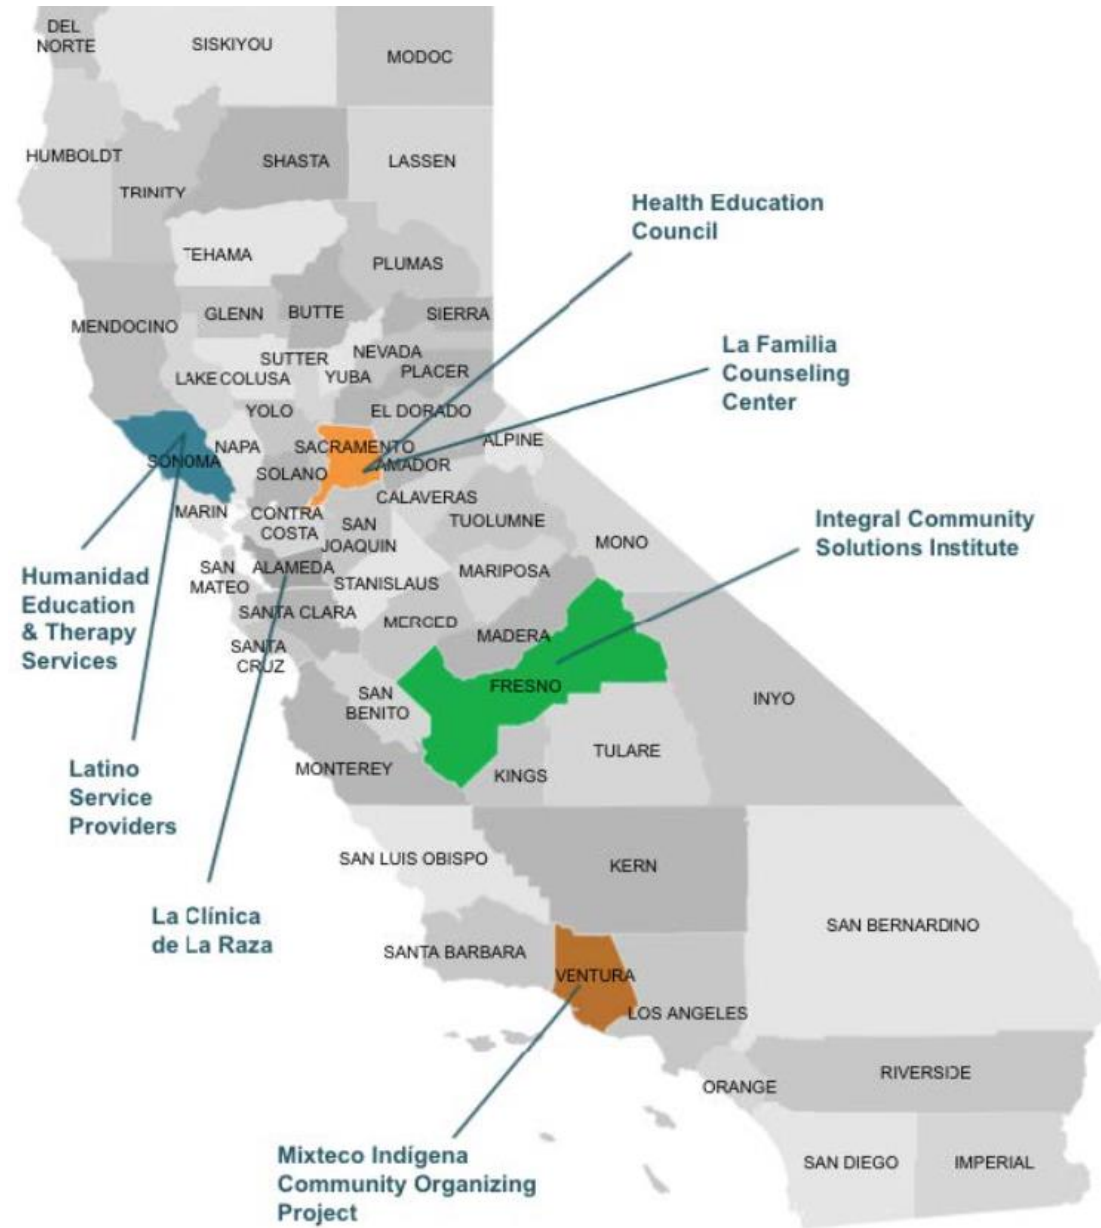 DEL
NORTE
SISKIYOU
MODOC
HUMBOLDT
TRINITY
SHASTA
LASSEN
Health Education
Council
TEHAMA
PLUMAS
GLENN
BUTTE
SIERRA
MENDOCINO
La Familia
Counseling
Center
SUTTER
NEVADA
LAKE
COLUSA
YUBA
PLACER
YOLO
EL DORADO
NAPA
SACRAMENTO
ALPINE
SONOMA
SOLANO
AMADOR
CALAVERAS
MARIN
CONTRA
COSTA
SAN
JOAQUIN
TUOLUMNE
MONO
Integral Community
Solutions Institute
Humanidad
Education
& Therapy
Services
SAN
MATEO
ALAMEDA
STANISLAUS
MARIPOSA
SANTA CLARA
MERCED
MADERA
SANTA
CRUZ
SAN
BENITO
FRESNO
INYO
Latino
Service
Providers
MONTEREY
KINGS
TULARE
SAN LUIS OBISPO
KERN
La Clínica
de La Raza
SANTA BARBARA
SAN BERNARDINO
VENTURA
LOS ANGELES
ORANGE
RIVERSIDE
Mixteco Indígena
Community Organizing
Project
SAN DIEGO
IMPERIAL